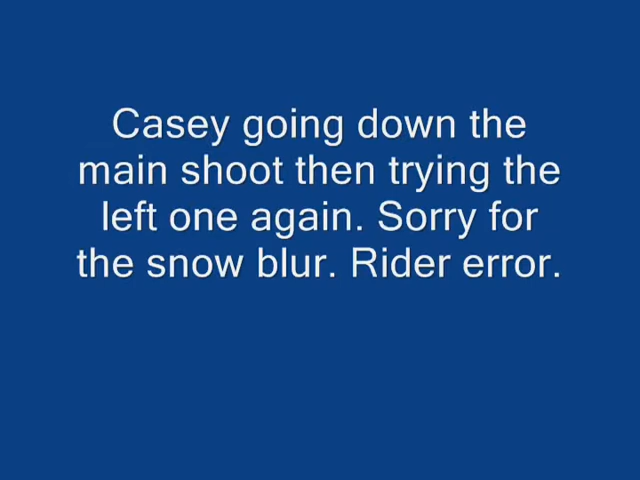 Casey going down the
main shoot then trying the
left one again. Sorry for
the snow blur. Rider error.